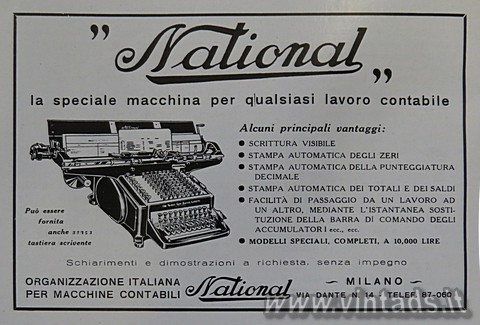 "National"
la speciale macchina per qualsiasi lavoro contabile
Alcuni principali vantaggi:
● SCRITTURA VISIBILE
● STAMPA AUTOMATICA DEGLI ZERI
● STAMPA AUTOMATICA DELLA PUNTEGGIATURA
DECIMALE
● STAMPA AUTOMATICA DEI TOTALI E DEI SALDI
● FACILITÀ DI PASSAGGIO DA UN LAVORO AD
UN ALTRO, MEDIANTE L'ISTANTANEA SOSTI-
TUZIONE DELLA BARRA DI COMANDO DEGLI
ACCUMULATORI ecc., ecc.
● MODELLI SPECIALI, COMPLETI, A 10,000 LIRE
Può essere
fornita
anche senza
tastiera scrivente
Schiarimenti e dimostrazioni a richiesta, senza impegno
ORGANIZZAZIONE ITALIANA
PER MACCHINE CONTABILI
National
MILANO
VIA DANTE N. 14 / TELEF. 87-060
www.vintads.it